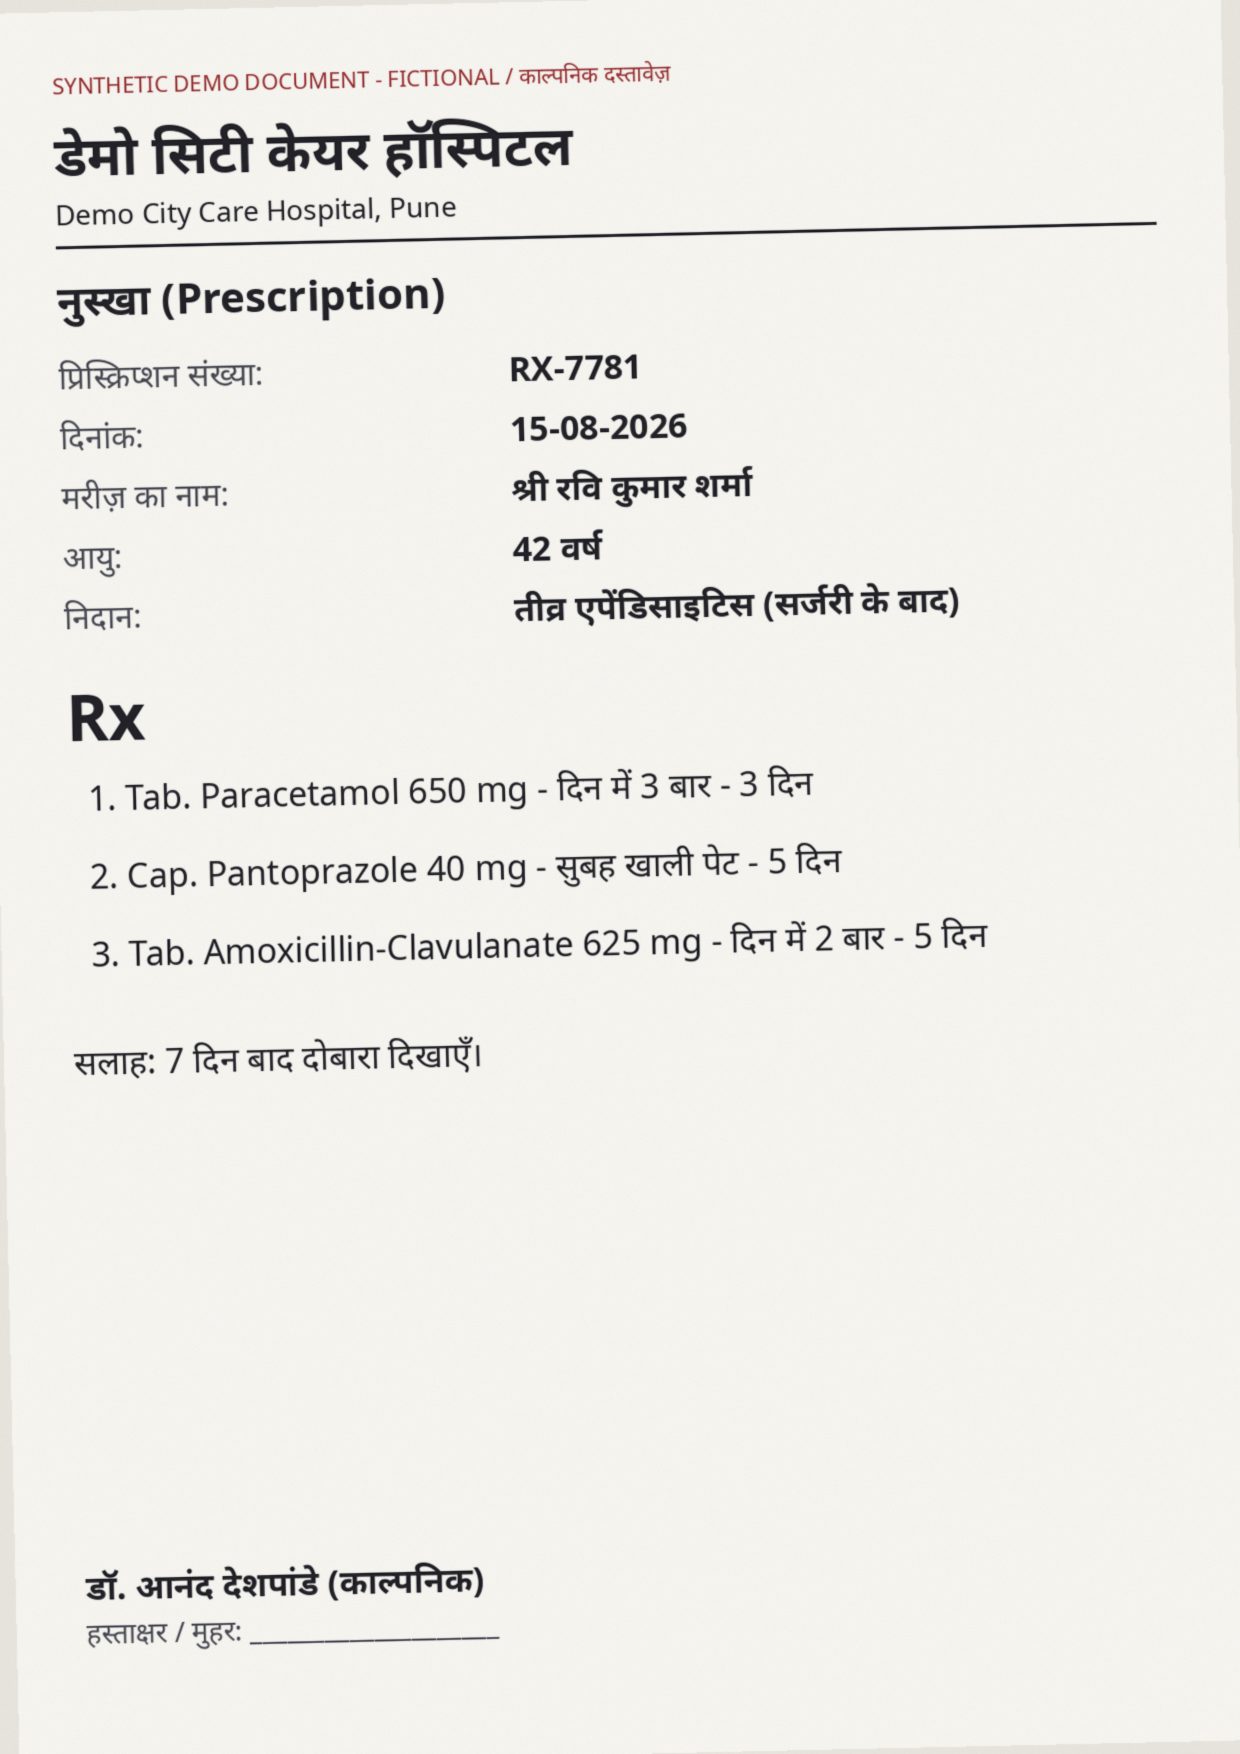 SYNTHETIC DEMO DOCUMENT - FICTIONAL / काल्पनिक दस्तावेज़
डेमो सिटी केयर हॉस्पिटल
Demo City Care Hospital, Pune
नुस्खा (Prescription)
प्रिस्क्रिप्शन संख्या: RX-7781
दिनांक: 15-08-2026
मरीज़ का नाम: श्री रवि कुमार शर्मा
आयु: 42 वर्ष
निदान: तीव्र एपेंडिसाइटिस (सर्जरी के बाद)
Rx
1. Tab. Paracetamol 650 mg - दिन में 3 बार - 3 दिन
2. Cap. Pantoprazole 40 mg - सुबह खाली पेट - 5 दिन
3. Tab. Amoxicillin-Clavulanate 625 mg - दिन में 2 बार - 5 दिन
सलाह: 7 दिन बाद दोबारा दिखाएँ।
डॉ. आनंद देशपांडे (काल्पनिक)
हस्ताक्षर / मुहर: ____________________